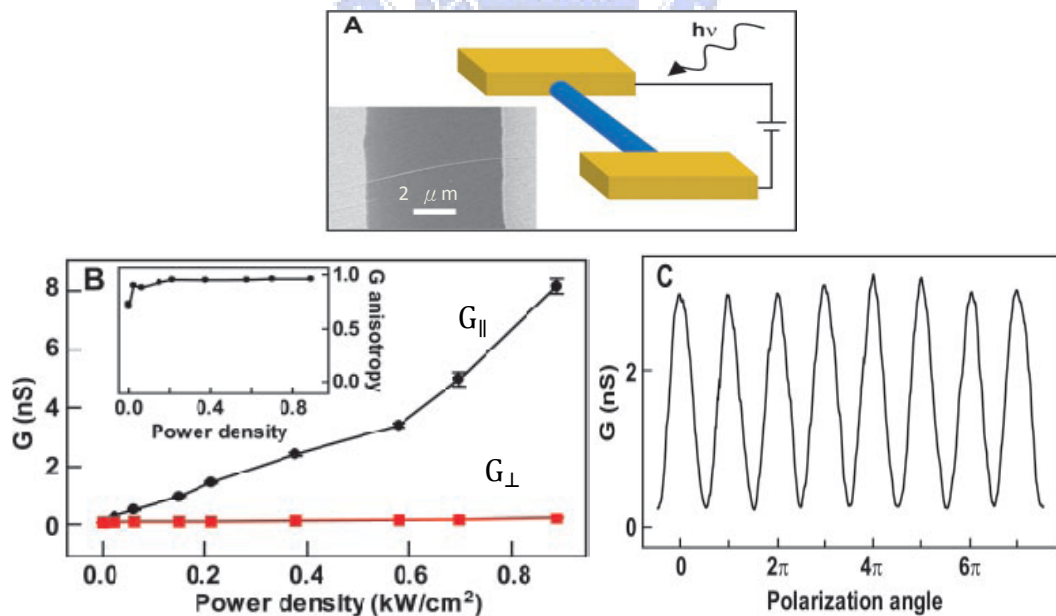 A
hν
2 μm
B
G (nS)
8
6
4
2
0
0.0 0.2 0.4 0.6 0.8
Power density (kW/cm²)
G∥
G⊥
1.0
0.5
0.0
G anisotropy
0.0 0.4 0.8
Power density
C
G (nS)
2
0
0 2π 4π 6π
Polarization angle